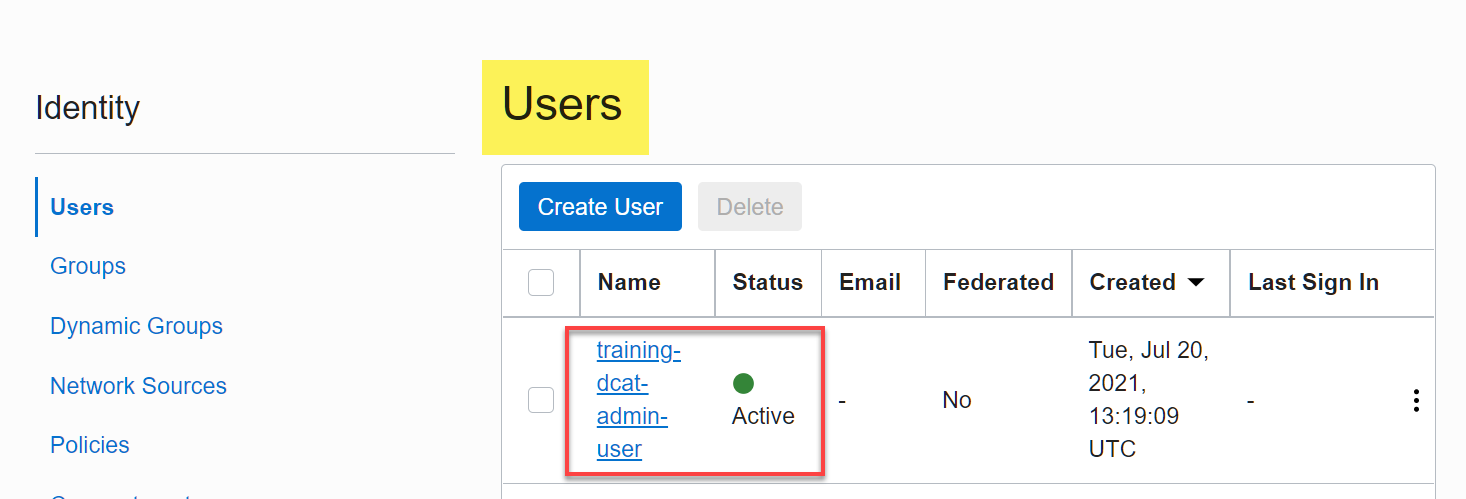 Identity
Users
Groups
Dynamic Groups
Network Sources
Policies
Users
Create User
Delete
Name
Status
Email
Federated
Created
Last Sign In
training-
dcat-
admin-
user
Active
-
No
Tue, Jul 20,
2021,
13:19:09
UTC
-